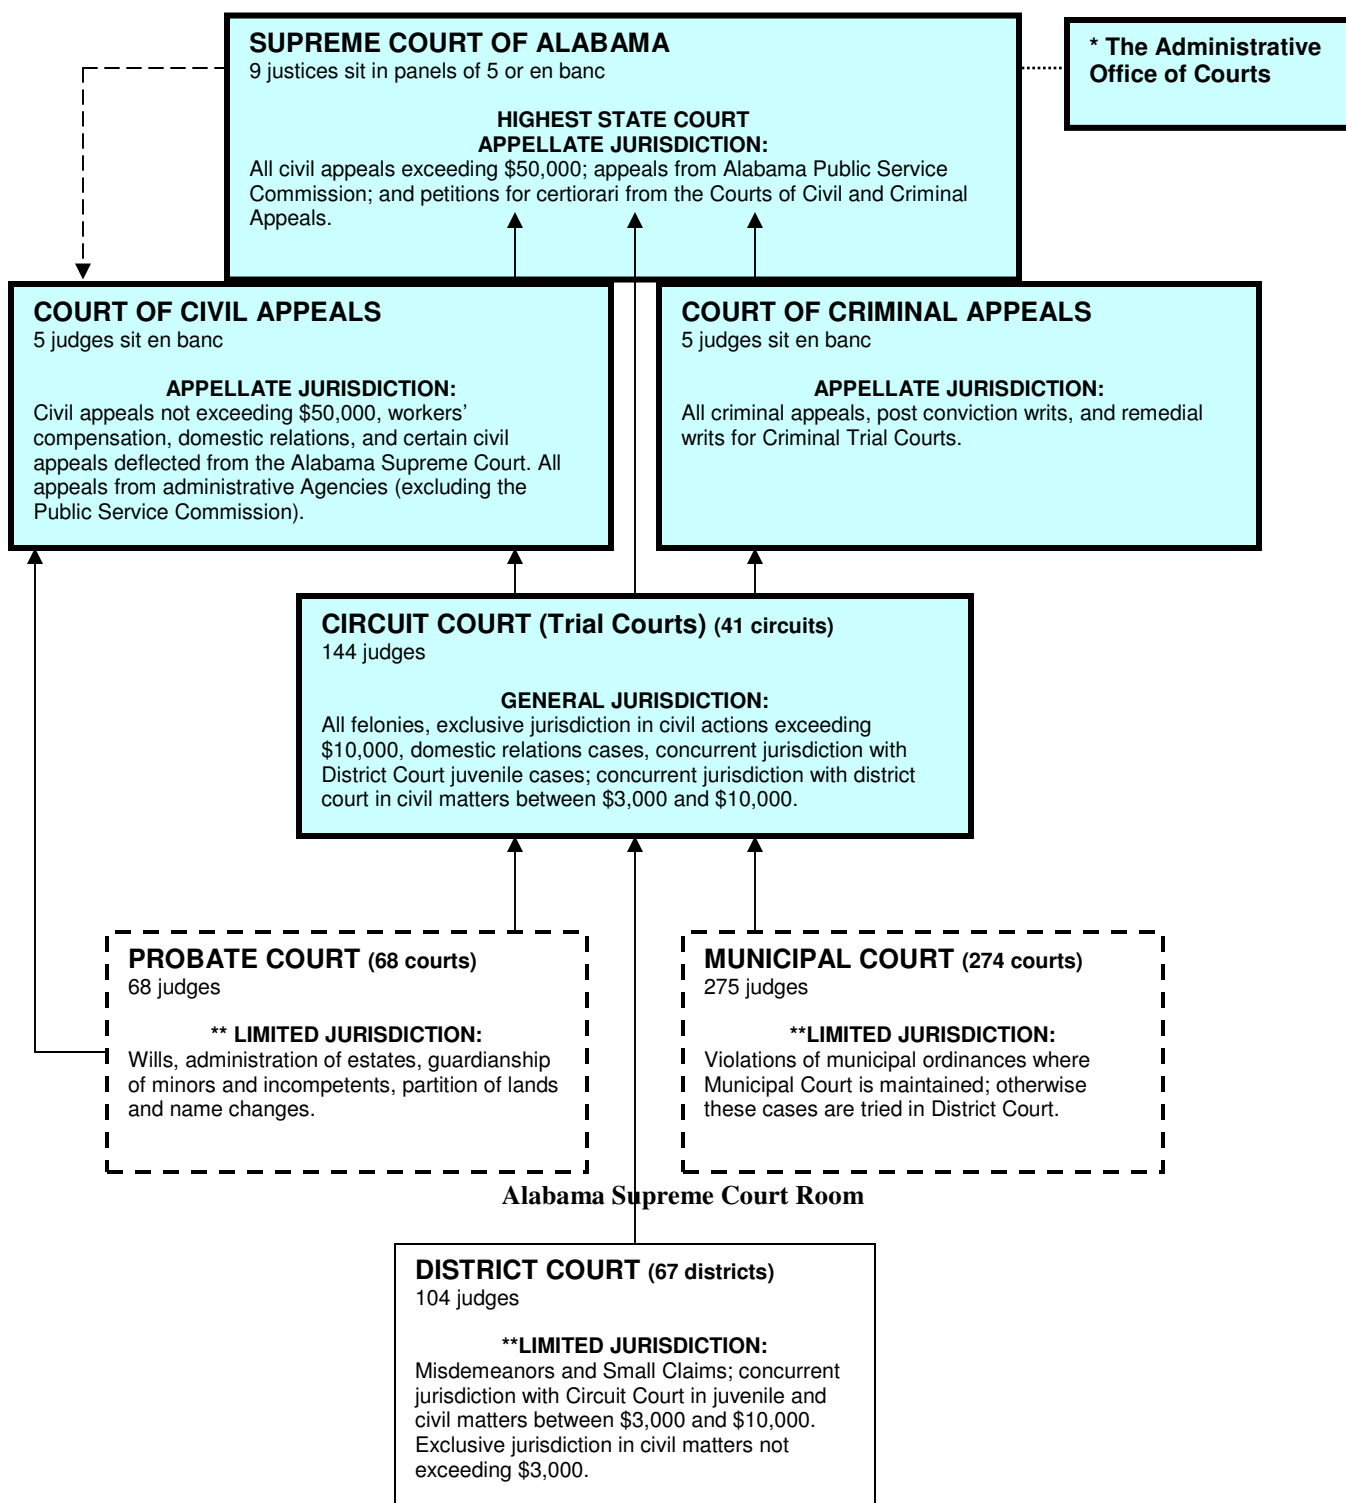 SUPREME COURT OF ALABAMA
9 justices sit in panels of 5 or en banc
HIGHEST STATE COURT
APPELLATE JURISDICTION:
All civil appeals exceeding $50,000; appeals from Alabama Public Service
Commission; and petitions for certiorari from the Courts of Civil and Criminal
Appeals.
* The Administrative
Office of Courts
COURT OF CIVIL APPEALS
5 judges sit en banc
APPELLATE JURISDICTION:
Civil appeals not exceeding $50,000, workers'
compensation, domestic relations, and certain civil
appeals deflected from the Alabama Supreme Court. All
appeals from administrative Agencies (excluding the
Public Service Commission).
COURT OF CRIMINAL APPEALS
5 judges sit en banc
APPELLATE JURISDICTION:
All criminal appeals, post conviction writs, and remedial
writs for Criminal Trial Courts.
CIRCUIT COURT (Trial Courts) (41 circuits)
144 judges
GENERAL JURISDICTION:
All felonies, exclusive jurisdiction in civil actions exceeding
$10,000, domestic relations cases, concurrent jurisdiction with
District Court juvenile cases; concurrent jurisdiction with district
court in civil matters between $3,000 and $10,000.
PROBATE COURT (68 courts)
68 judges
** LIMITED JURISDICTION:
Wills, administration of estates, guardianship
of minors and incompetents, partition of lands
and name changes.
MUNICIPAL COURT (274 courts)
275 judges
**LIMITED JURISDICTION:
Violations of municipal ordinances where
Municipal Court is maintained; otherwise
these cases are tried in District Court.
Alabama Supreme Court Room
DISTRICT COURT (67 districts)
104 judges
**LIMITED JURISDICTION:
Misdemeanors and Small Claims; concurrent
jurisdiction with Circuit Court in juvenile and
civil matters between $3,000 and $10,000.
Exclusive jurisdiction in civil matters not
exceeding $3,000.